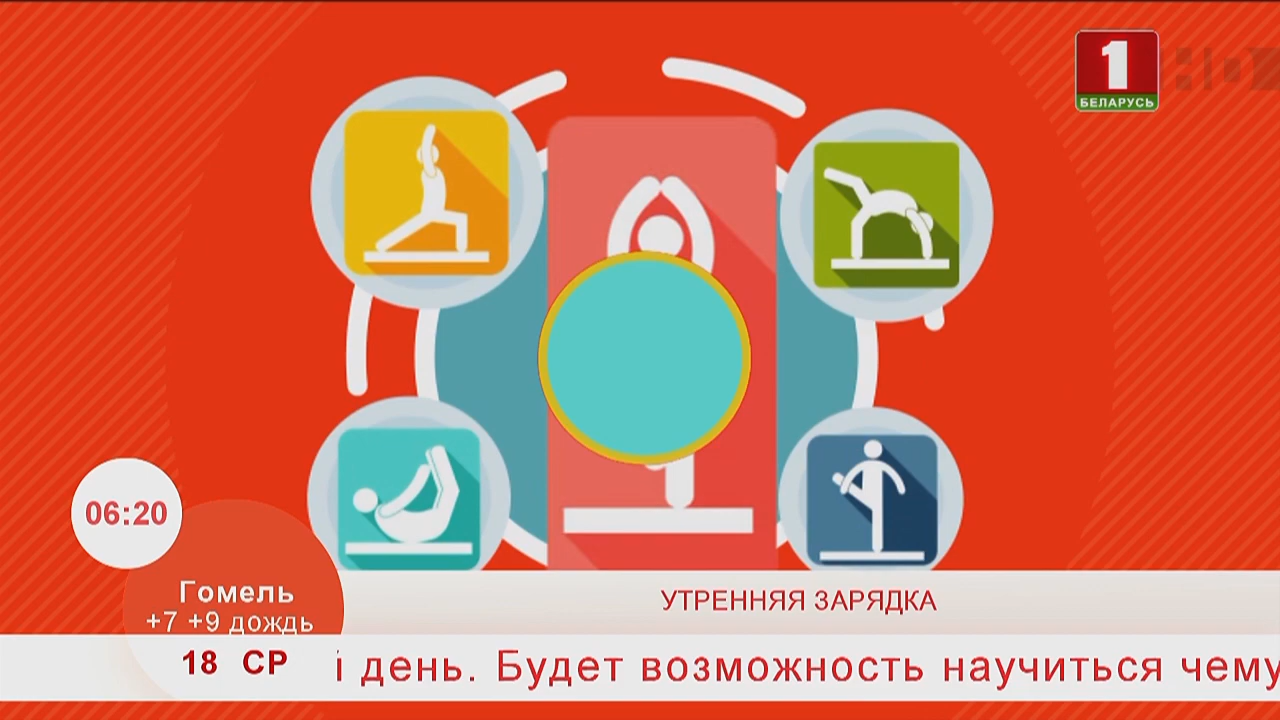 1
БЕЛАРУСЬ
06:20
Гомель
+7 +9 дождь
УТРЕННЯЯ ЗАРЯДКА
18 СР
й день. Будет возможность научиться чему